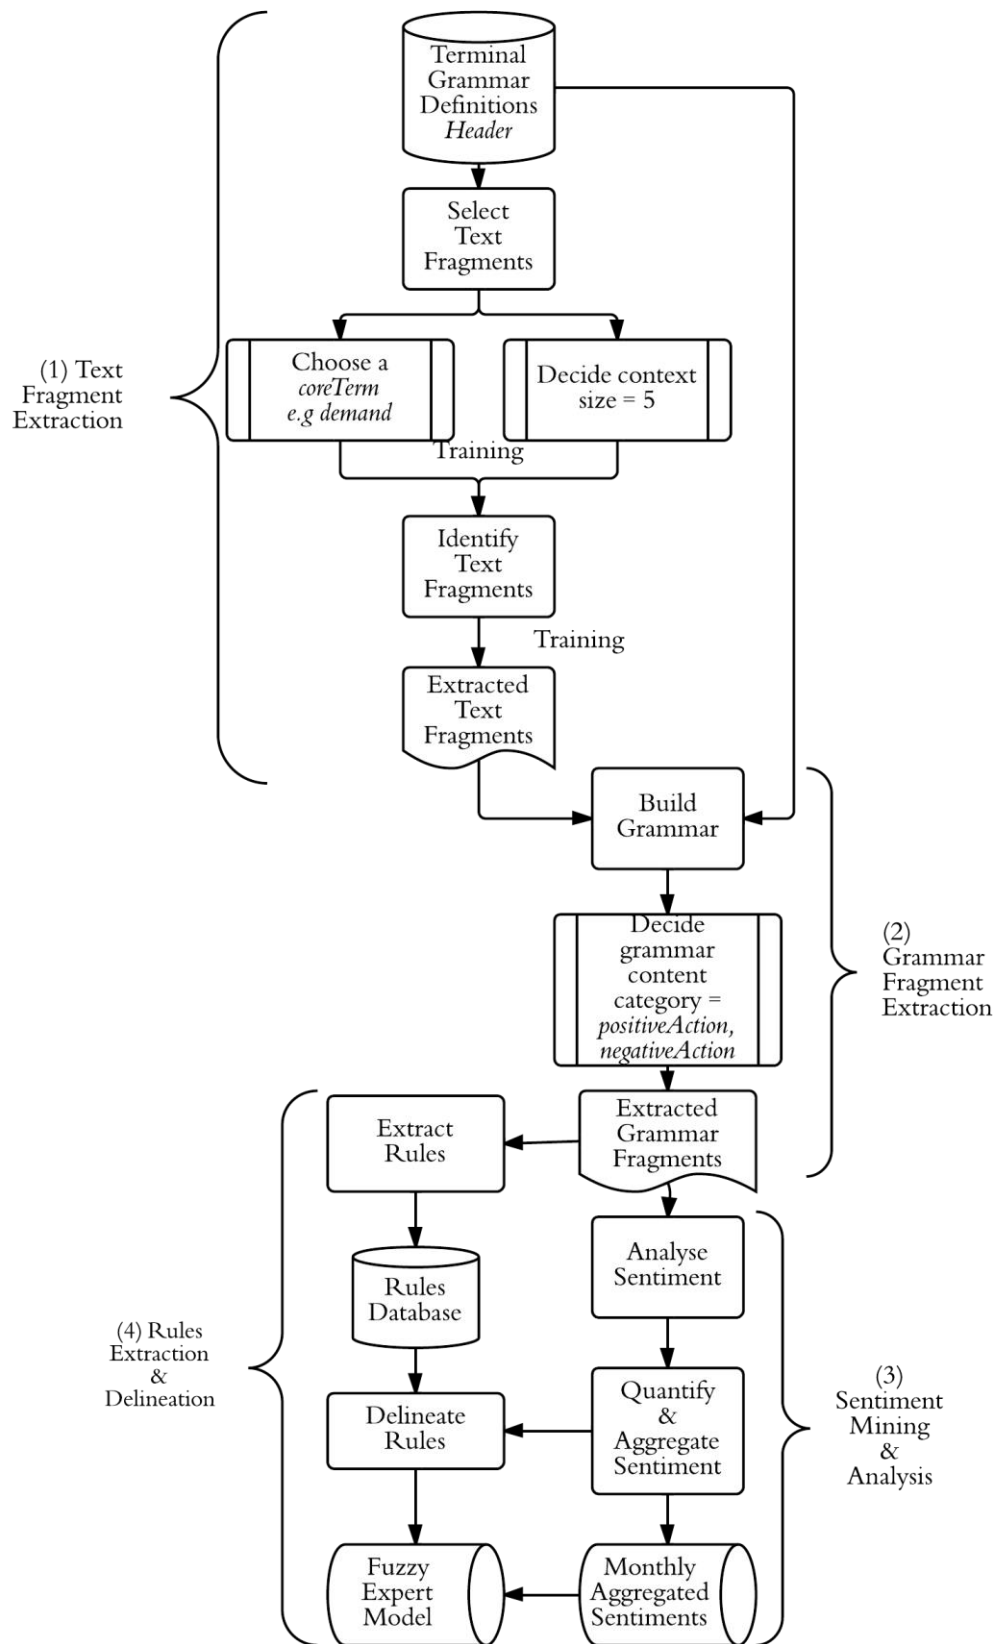 Terminal
Grammar
Definitions
Header
Select
Text
Fragments
(1) Text
Fragment
Extraction
Choose a
coreTerm
e.g demand
Decide context
size = 5
Training
Identify
Text
Fragments
Training
Extracted
Text
Fragments
Build
Grammar
Decide
grammar
content
category =
positiveAction,
negativeAction
(2)
Grammar
Fragment
Extraction
Extract
Rules
Extracted
Grammar
Fragments
Analyse
Sentiment
Rules
Database
(4) Rules
Extraction
&
Delineation
Delineate
Rules
Quantify
&
Aggregate
Sentiment
(3)
Sentiment
Mining
&
Analysis
Fuzzy
Expert
Model
Monthly
Aggregated
Sentiments